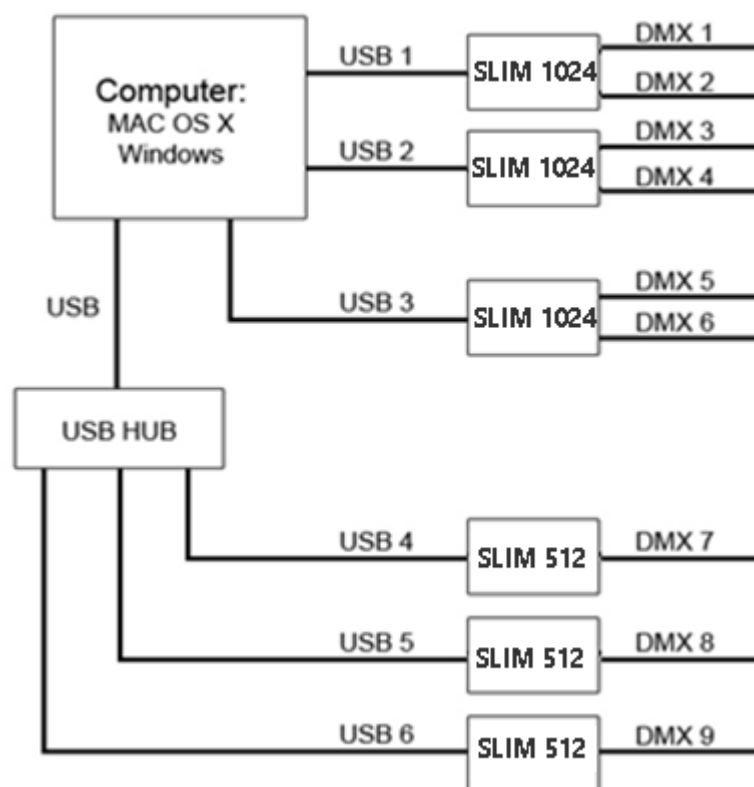 Computer:
MAC OS X
Windows
USB 1
SLIM 1024
DMX 1
DMX 2
USB 2
SLIM 1024
DMX 3
DMX 4
USB
USB 3
SLIM 1024
DMX 5
DMX 6
USB HUB
USB 4
SLIM 512
DMX 7
USB 5
SLIM 512
DMX 8
USB 6
SLIM 512
DMX 9